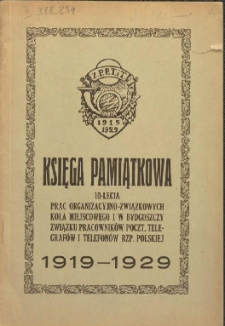 Z.P.P.T.iT.
1919
1929
KSIĘGA PAMIĄTKOWA
10-LECIA
PRAC ORGANIZACYJNO-ZWIĄZKOWYCH
KOŁA MIEJSCOWEGO I W BYDGOSZCZY
ZWIĄZKU PRACOWNIKÓW POCZT, TELE-
GRAFÓW I TELEFONÓW RZP. POLSKIEJ
1919-1929